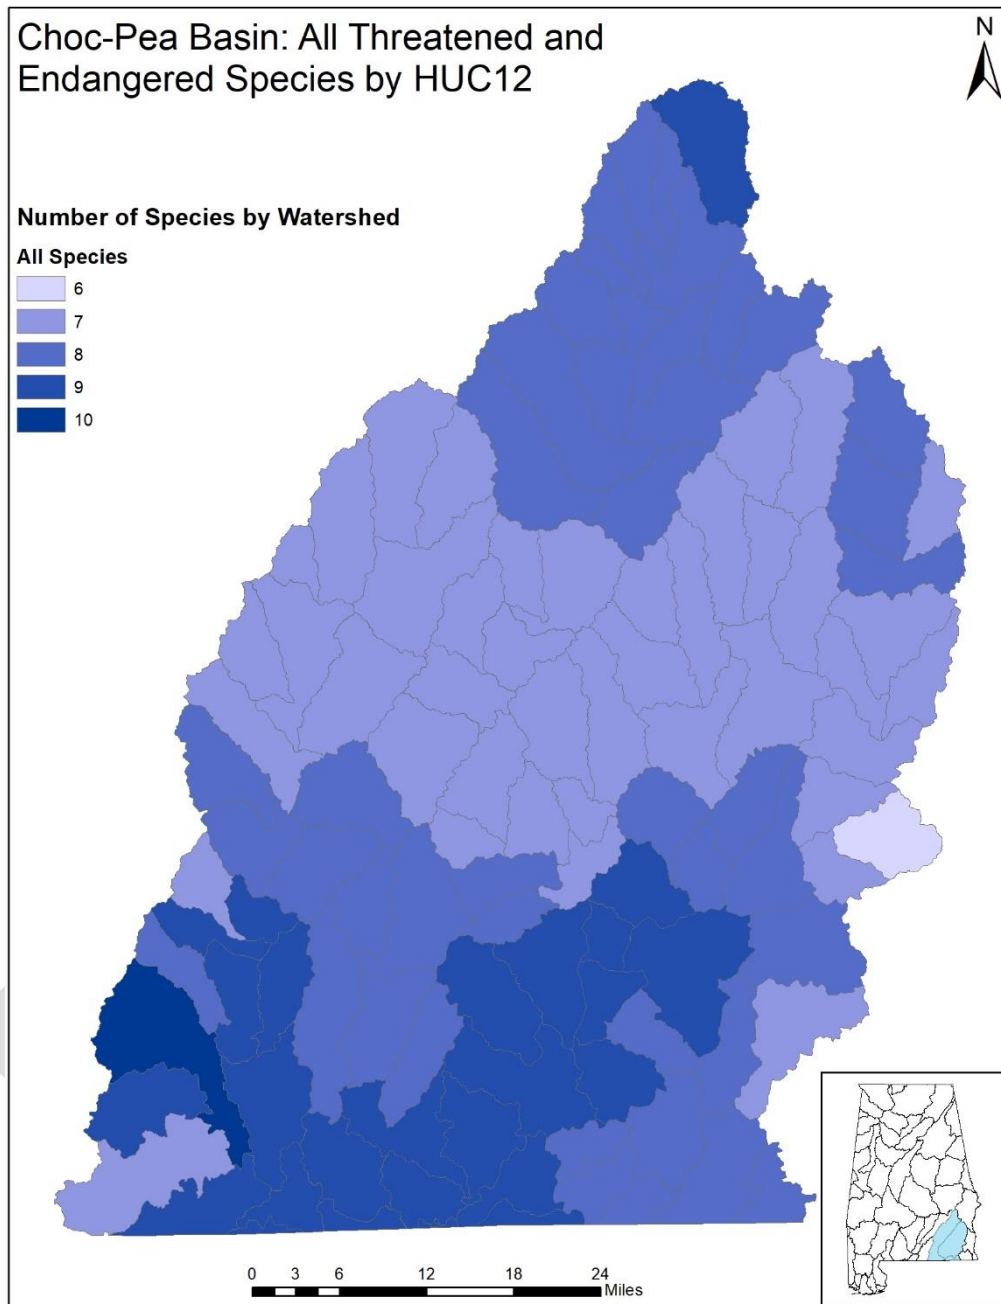 Choc-Pea Basin: All Threatened and
Endangered Species by HUC12
N
Number of Species by Watershed
All Species
6
7
8
9
10
0 3 6 12 18 24
Miles